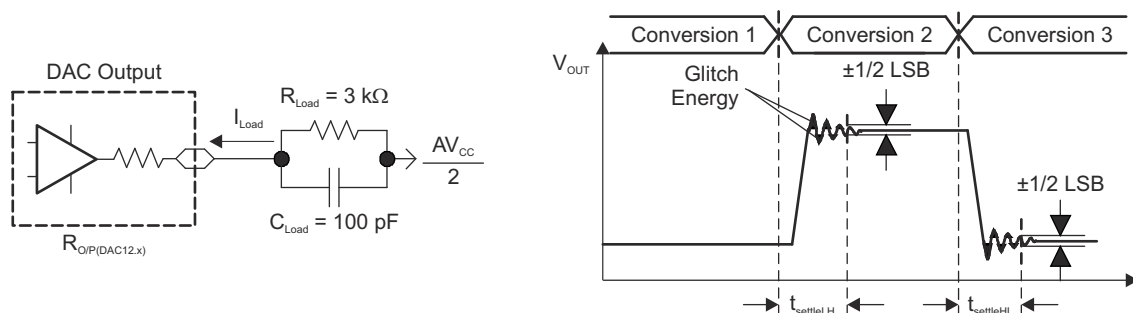 DAC Output
I_Load
R_Load = 3 kΩ
AV_CC
2
C_Load = 100 pF
R_O/P(DAC12.x)
Conversion 1
Conversion 2
Conversion 3
V_OUT
Glitch
Energy
±1/2 LSB
±1/2 LSB
t_settleLH
t_settleHL